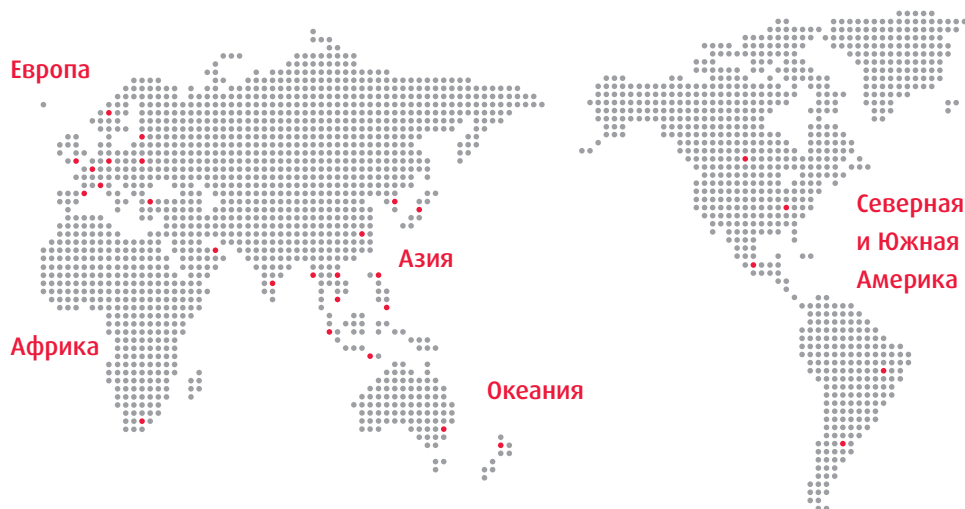 Европа
Северная
и Южная
Америка
Азия
Африка
Океания